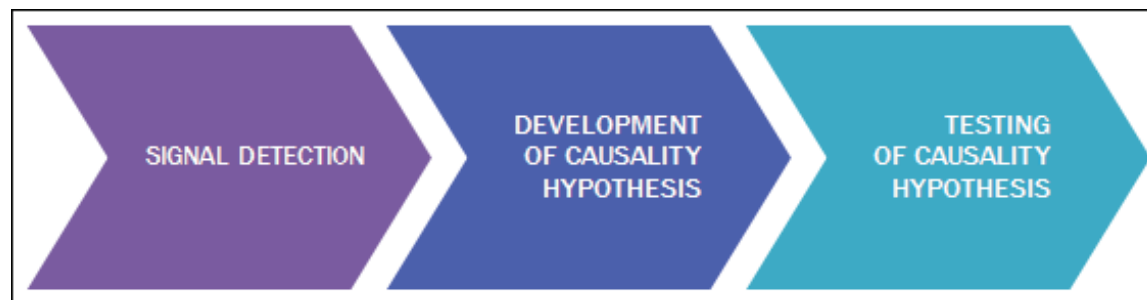 SIGNAL DETECTION
DEVELOPMENT
OF CAUSALITY
HYPOTHESIS
TESTING
OF CAUSALITY
HYPOTHESIS